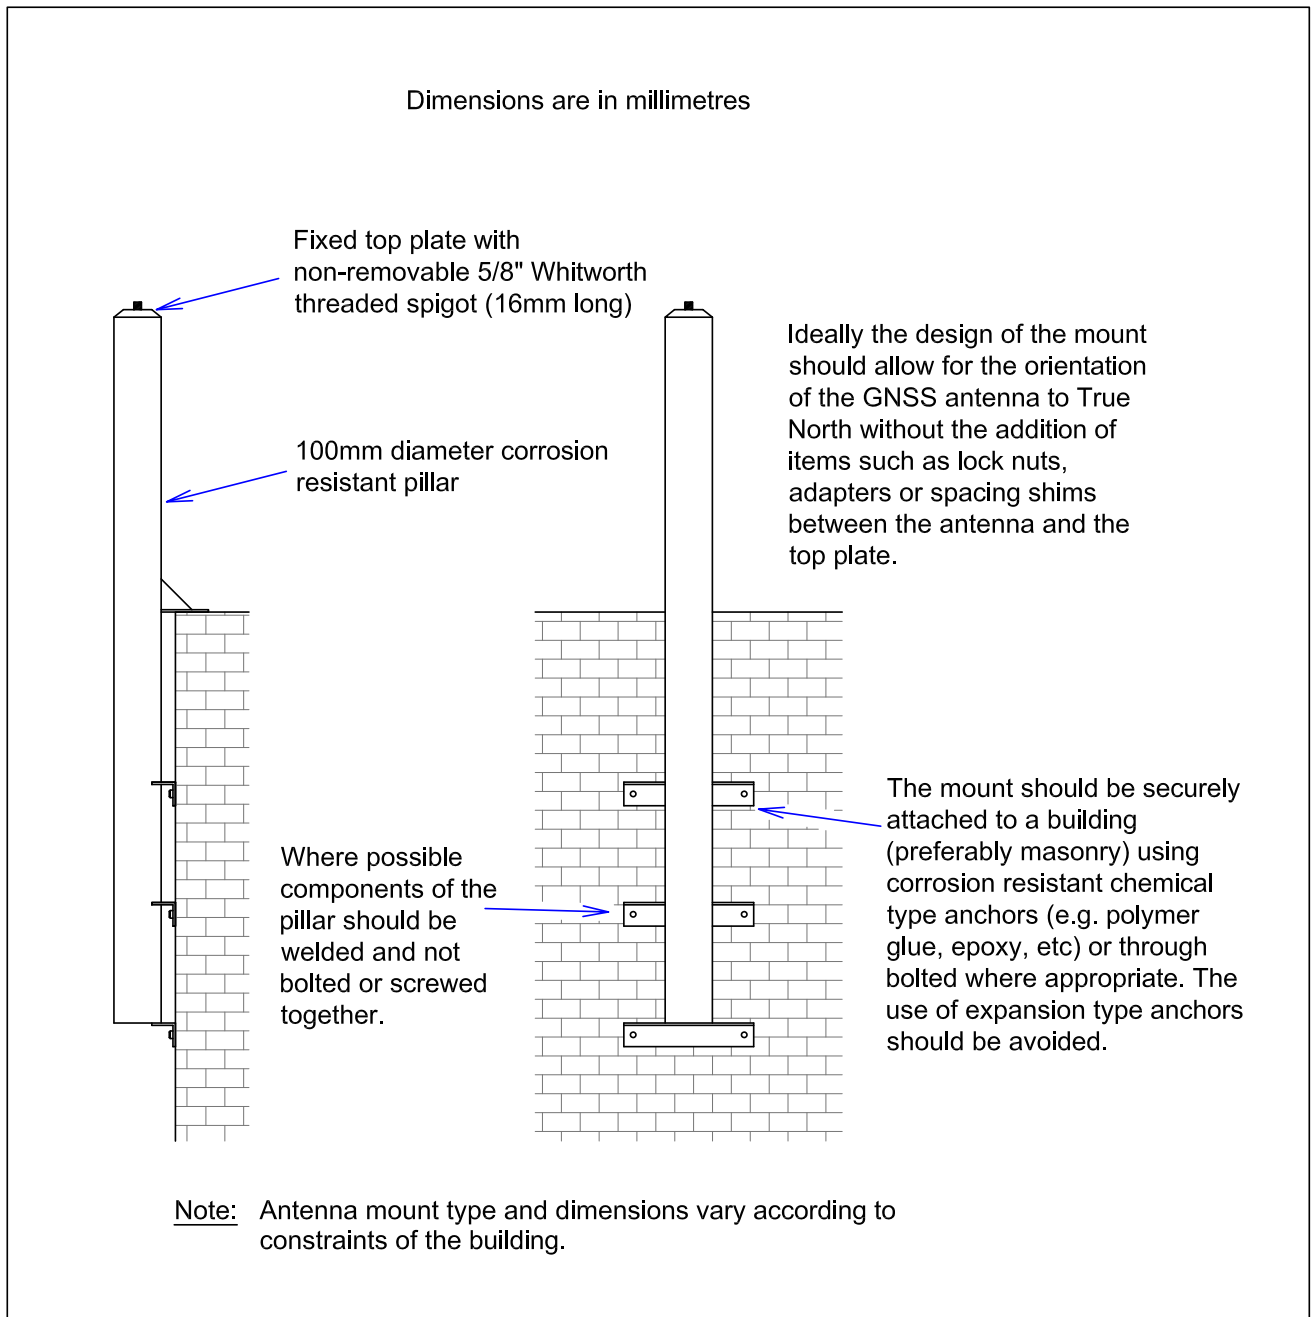 Dimensions are in millimetres
Fixed top plate with
non-removable 5/8" Whitworth
threaded spigot (16mm long)
Ideally the design of the mount
should allow for the orientation
of the GNSS antenna to True
North without the addition of
items such as lock nuts,
adapters or spacing shims
between the antenna and the
top plate.
100mm diameter corrosion
resistant pillar
The mount should be securely
attached to a building
(preferably masonry) using
corrosion resistant chemical
type anchors (e.g. polymer
glue, epoxy, etc) or through
bolted where appropriate. The
use of expansion type anchors
should be avoided.
Where possible
components of the
pillar should be
welded and not
bolted or screwed
together.
Note: Antenna mount type and dimensions vary according to
constraints of the building.